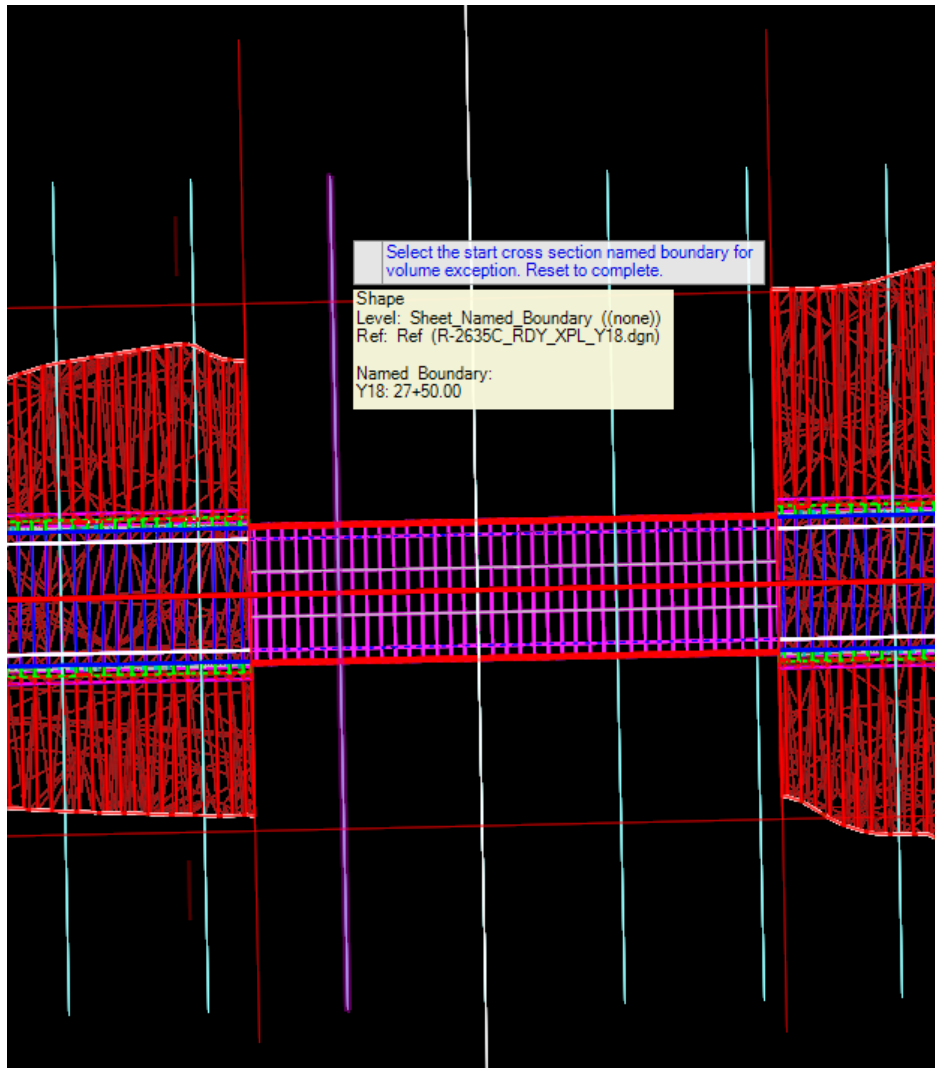 Select the start cross section named boundary for
volume exception. Reset to complete.
Shape
Level: Sheet_Named_Boundary ((none))
Ref: Ref (R-2635C_RDY_XPL_Y18.dgn)
Named Boundary:
Y18: 27+50.00